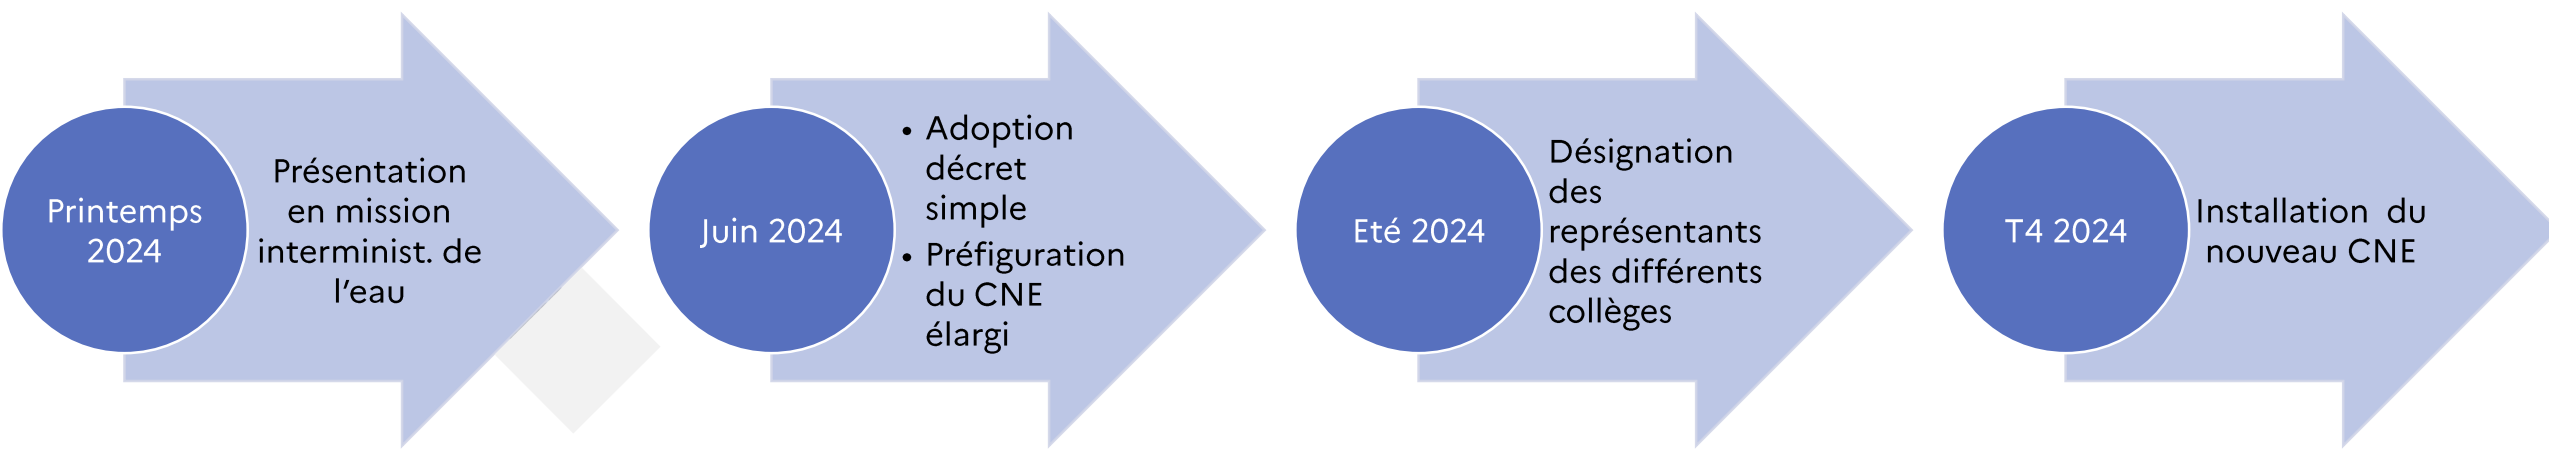 Printemps
2024
Présentation
en mission
interminist. de
l’eau
Juin 2024
• Adoption
décret
simple
• Préfiguration
du CNE
élargi
Eté 2024
Désignation
des
représentants
des différents
collèges
T4 2024
Installation  du
nouveau CNE